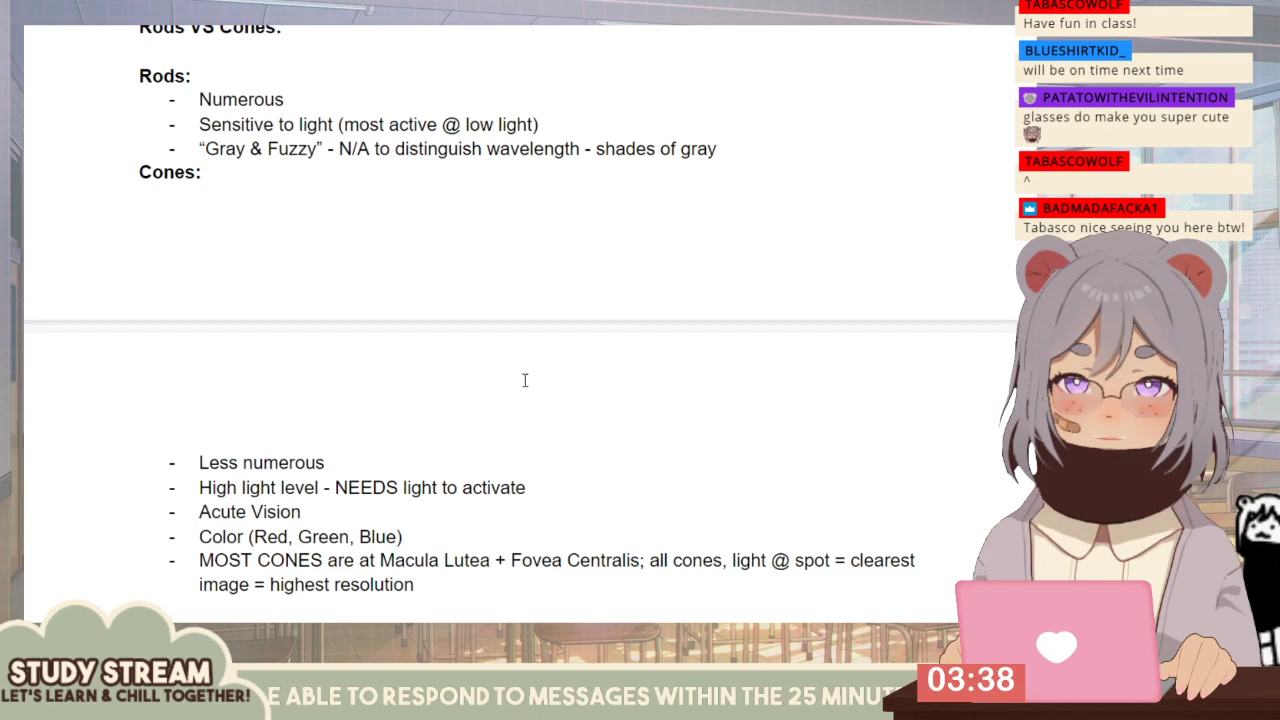 Rods VS Cones:
Rods:
- Numerous
- Sensitive to light (most active @ low light)
- “Gray & Fuzzy” - N/A to distinguish wavelength - shades of gray
Cones:
- Less numerous
- High light level - NEEDS light to activate
- Acute Vision
- Color (Red, Green, Blue)
- MOST CONES are at Macula Lutea + Fovea Centralis; all cones, light @ spot = clearest
image = highest resolution
TABASCOWOLF
Have fun in class!
BLUESHIRTKID_
will be on time next time
PATATOWITHEVILINTENTION
glasses do make you super cute
TABASCOWOLF
^
BADMADAFACKA1
Tabasco nice seeing you here btw!
STUDY STREAM
LET'S LEARN & CHILL TOGETHER!
E ABLE TO RESPOND TO MESSAGES WITHIN THE 25 MINUT
03:38